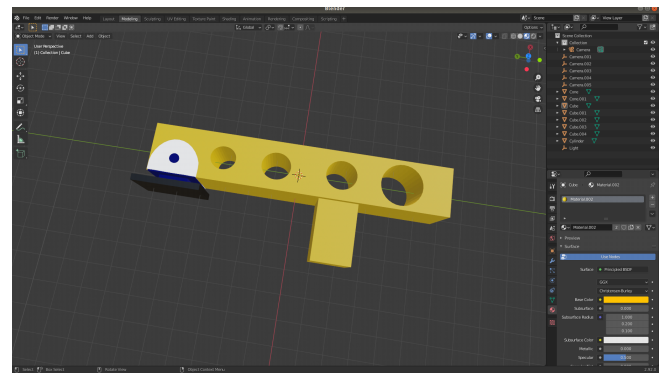 Blender
File Edit Render Window Help Layout Modeling Sculpting UV Editing Texture Paint Shading Animation Rendering Compositing Scripting + Scene View Layer
Global
Options
Object Mode View Select Add Object
User Perspective
(1) Collection | Cube
Scene Collection
Collection
Camera
Camera.001
Camera.002
Camera.003
Camera.004
Camera.005
Cone
Cone.001
Cube
Cube.001
Cube.002
Cube.003
Cube.004
Cylinder
Light
Cube Material.002
Material.002
Material.002
Preview
Surface
Use Nodes
Surface Principled BSDF
GGX
Christensen-Burley
Base Color
Subsurface 0.000
Subsurface Radius 1.000
0.200
0.100
Subsurface Color
Metallic 0.000
Specular 0.500
Select Box Select Rotate View Object Context Menu